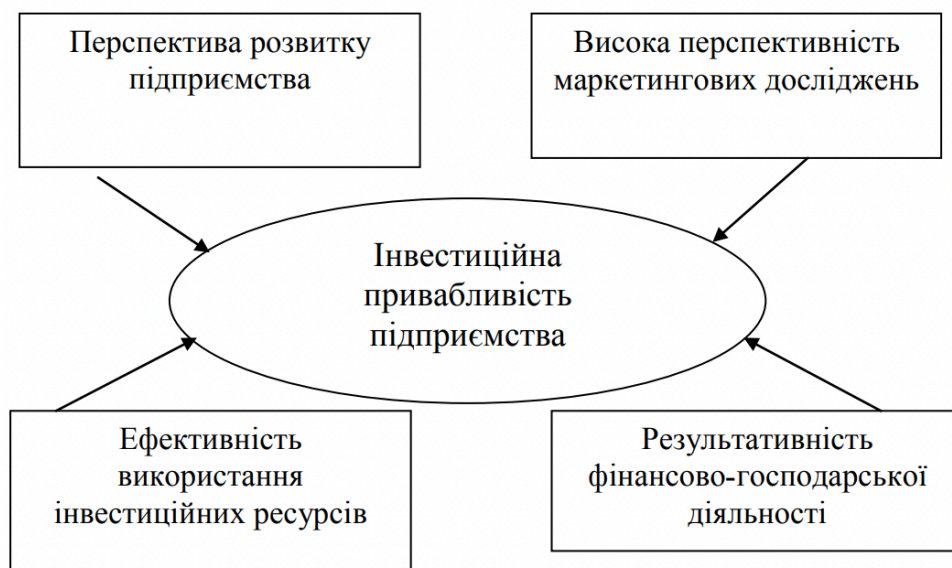 Перспектива розвитку
підприємства
Висока перспективність
маркетингових досліджень
Інвестиційна
привабливість
підприємства
Ефективність
використання
інвестиційних ресурсів
Результативність
фінансово-господарської
діяльності